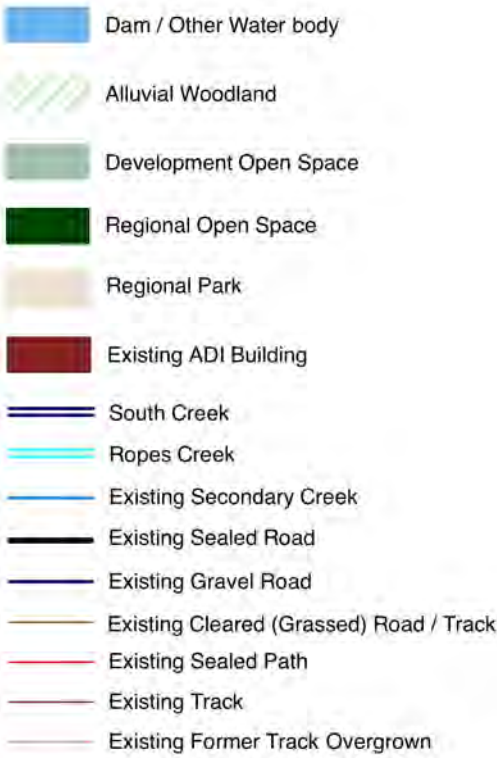 Dam / Other Water body
Alluvial Woodland
Development Open Space
Regional Open Space
Regional Park
Existing ADI Building
South Creek
Ropes Creek
Existing Secondary Creek
Existing Sealed Road
Existing Gravel Road
Existing Cleared (Grassed) Road / Track
Existing Sealed Path
Existing Track
Existing Former Track Overgrown